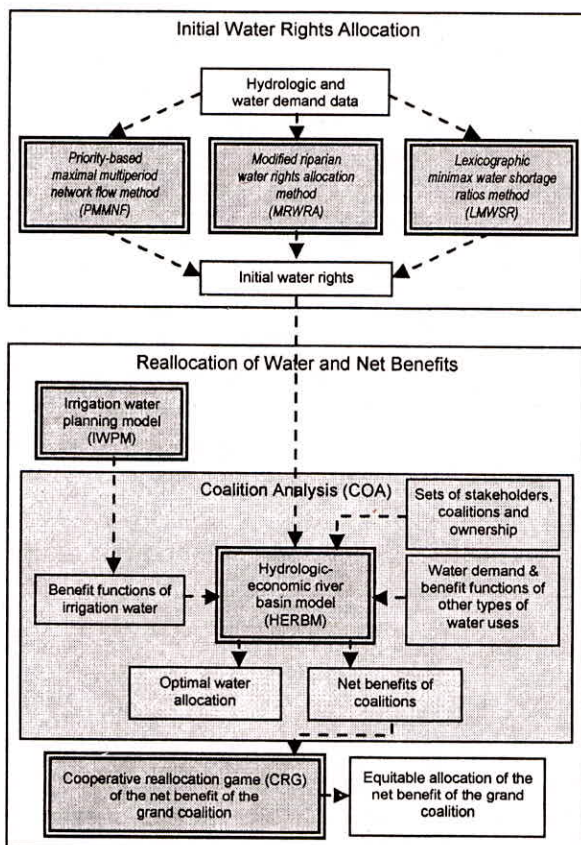 Initial Water Rights Allocation
Hydrologic and
water demand data
Priority-based
maximal multiperiod
network flow method
(PMMNF)
Modified riparian
water rights allocation
method
(MRWRA)
Lexicographic
minimax water shortage
ratios method
(LMWSR)
Initial water rights
Reallocation of Water and Net Benefits
Irrigation water
planning model
(IWPM)
Coalition Analysis (COA)
Sets of stakeholders,
coalitions and
ownership
Benefit functions of
irrigation water
Hydrologic-
economic river
basin model
(HERBM)
Water demand &
benefit functions of
other types of
water uses
Optimal water
allocation
Net benefits of
coalitions
Cooperative reallocation game (CRG)
of the net benefit of the
grand coalition
Equitable allocation of the
net benefit of the grand
coalition